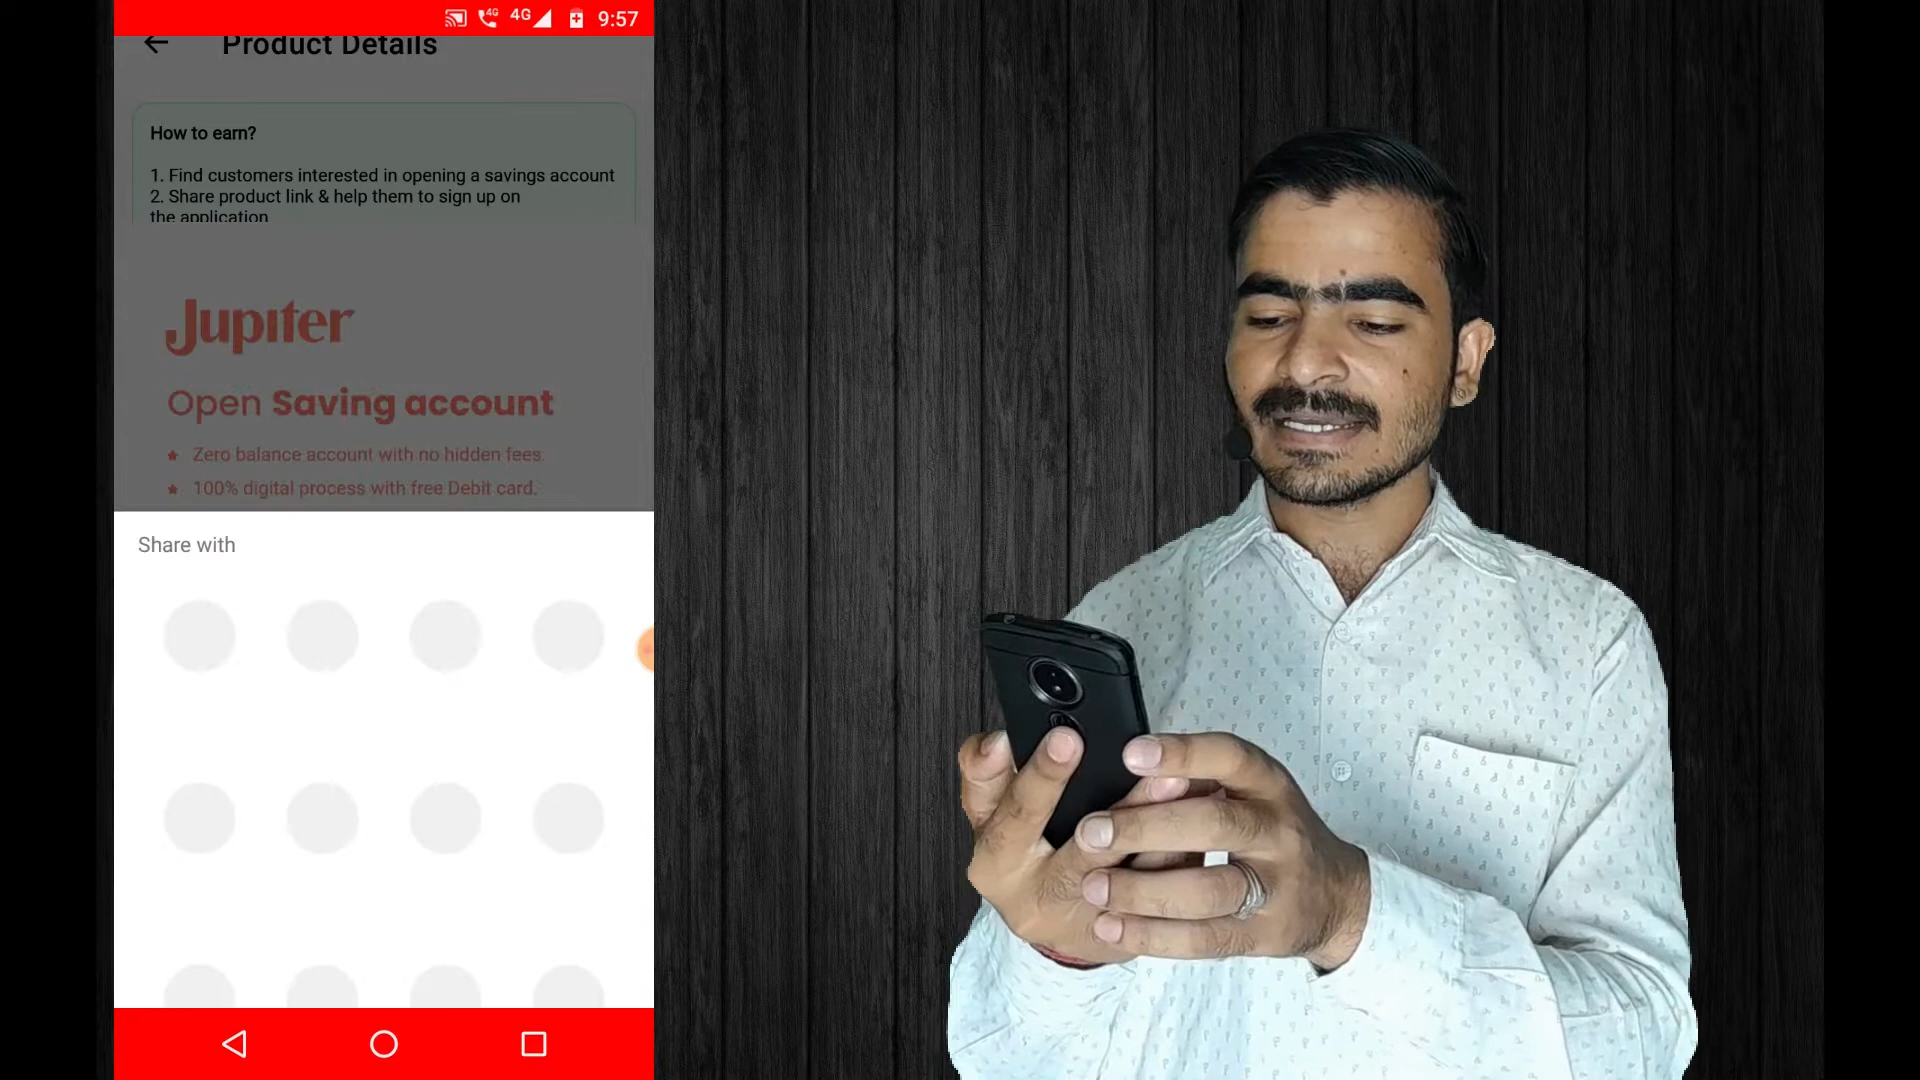 4G 4G 9:57
Product Details
How to earn?
1. Find customers interested in opening a savings account
2. Share product link & help them to sign up on
the application
Jupiter
Open Saving account
Zero balance account with no hidden fees.
100% digital process with free Debit card.
Share with